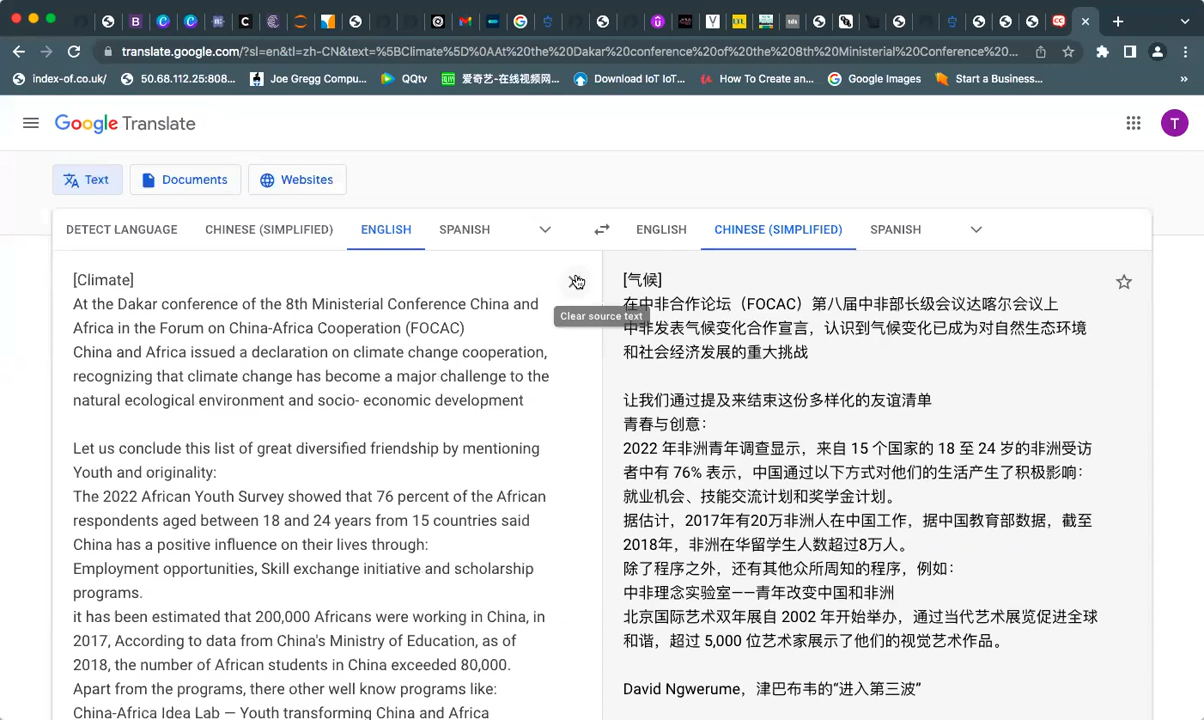 translate.google.com/?sl=en&tl=zh-CN&text=%5BClimate%5D%0AAt%20the%20Dakar%20conference%20of%20the%208th%20Ministerial%20Conference%20...
index-of.co.uk/ 50.68.112.25:808... Joe Gregg Compu... QQtv 爱奇艺-在线视频网... Download IoT IoT... How To Create an... Google Images Start a Business... »
Google Translate
T
Text Documents Websites
DETECT LANGUAGE CHINESE (SIMPLIFIED) ENGLISH SPANISH
ENGLISH CHINESE (SIMPLIFIED) SPANISH
[Climate]
At the Dakar conference of the 8th Ministerial Conference China and
Africa in the Forum on China-Africa Cooperation (FOCAC)
China and Africa issued a declaration on climate change cooperation,
recognizing that climate change has become a major challenge to the
natural ecological environment and socio- economic development
Let us conclude this list of great diversified friendship by mentioning
Youth and originality:
The 2022 African Youth Survey showed that 76 percent of the African
respondents aged between 18 and 24 years from 15 countries said
China has a positive influence on their lives through:
Employment opportunities, Skill exchange initiative and scholarship
programs.
it has been estimated that 200,000 Africans were working in China, in
2017, According to data from China's Ministry of Education, as of
2018, the number of African students in China exceeded 80,000.
Apart from the programs, there other well know programs like:
China-Africa Idea Lab — Youth transforming China and Africa
Clear source text
[气候]
在中非合作论坛（FOCAC）第八届中非部长级会议达喀尔会议上
中非发表气候变化合作宣言，认识到气候变化已成为对自然生态环境
和社会经济发展的重大挑战
让我们通过提及来结束这份多样化的友谊清单
青春与创意：
2022 年非洲青年调查显示，来自 15 个国家的 18 至 24 岁的非洲受访
者中有 76% 表示，中国通过以下方式对他们的生活产生了积极影响：
就业机会、技能交流计划和奖学金计划。
据估计，2017年有20万非洲人在中国工作，据中国教育部数据，截至
2018年，非洲在华留学生人数超过8万人。
除了程序之外，还有其他众所周知的程序，例如：
中非理念实验室——青年改变中国和非洲
北京国际艺术双年展自 2002 年开始举办，通过当代艺术展览促进全球
和谐，超过 5,000 位艺术家展示了他们的视觉艺术作品。
David Ngwerume，津巴布韦的“进入第三波”